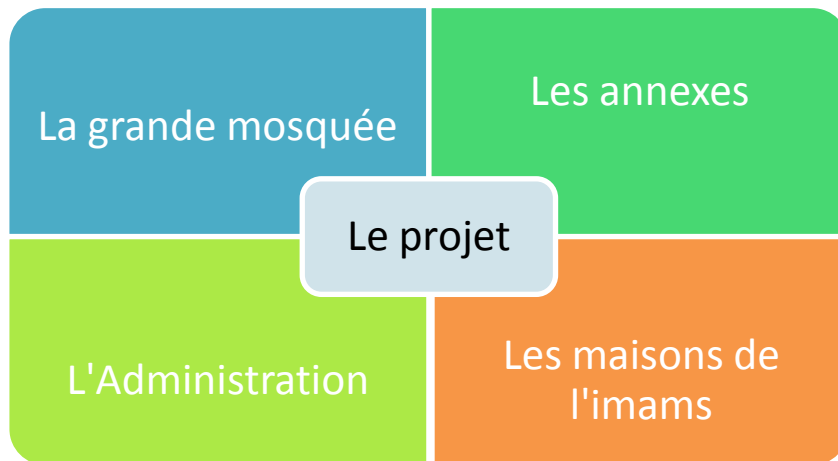 La grande mosquée
Les annexes
Le projet
L'Administration
Les maisons de
l'imams